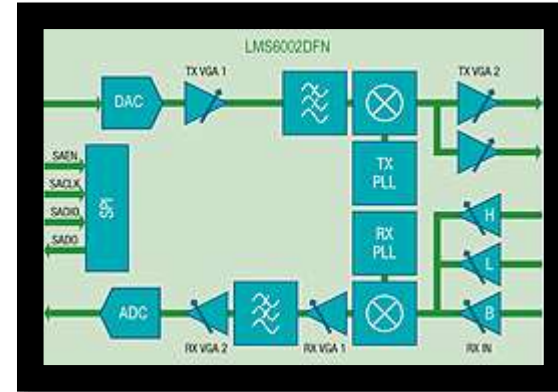 LMS6002DFN
TX VGA 1
TX VGA 2
DAC
TX
PLL
SAEN
SACLK
SADIO
SADO
SPI
RX
PLL
H
L
B
ADC
RX VGA 2
RX VGA 1
RX IN